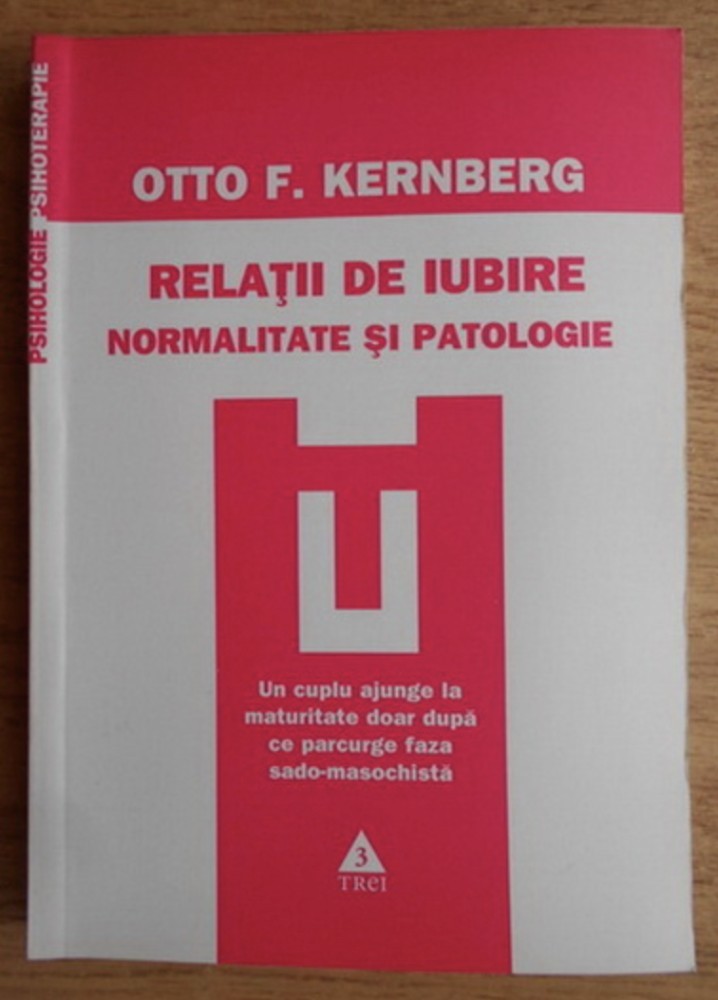 PSIHOLOGIE PSIHOTERAPIE
OTTO F. KERNBERG
RELAŢII DE IUBIRE
NORMALITATE ŞI PATOLOGIE
Un cuplu ajunge la
maturitate doar după
ce parcurge faza
sado-masochistă
3
TREI